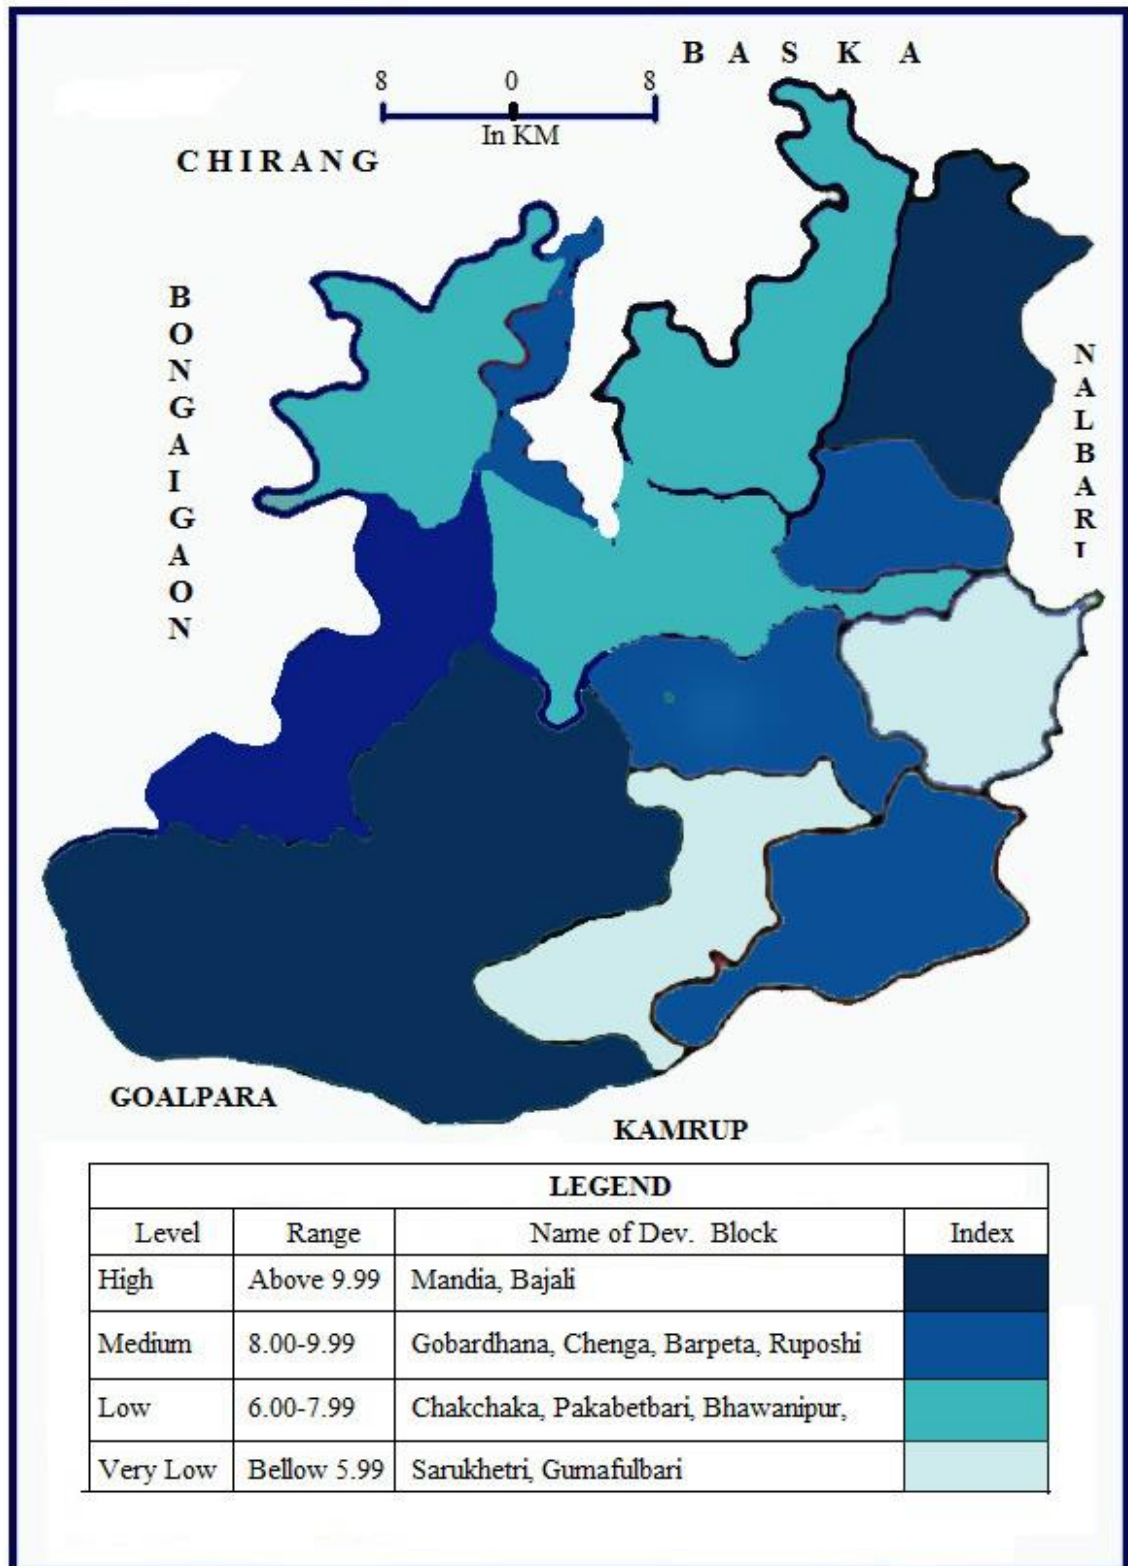 B A S K A
8 0 8
In KM
CHIRANG
BONGAIGAON
NALBARI
GOALPARA
KAMRUP
LEGEND
Level Range Name of Dev. Block Index
High Above 9.99 Mandia, Bajali
Medium 8.00-9.99 Gobardhana, Chenga, Barpeta, Ruposhi
Low 6.00-7.99 Chakchaka, Pakabetbari, Bhawanipur,
Very Low Bellow 5.99 Sarukhetri, Gumafulbari